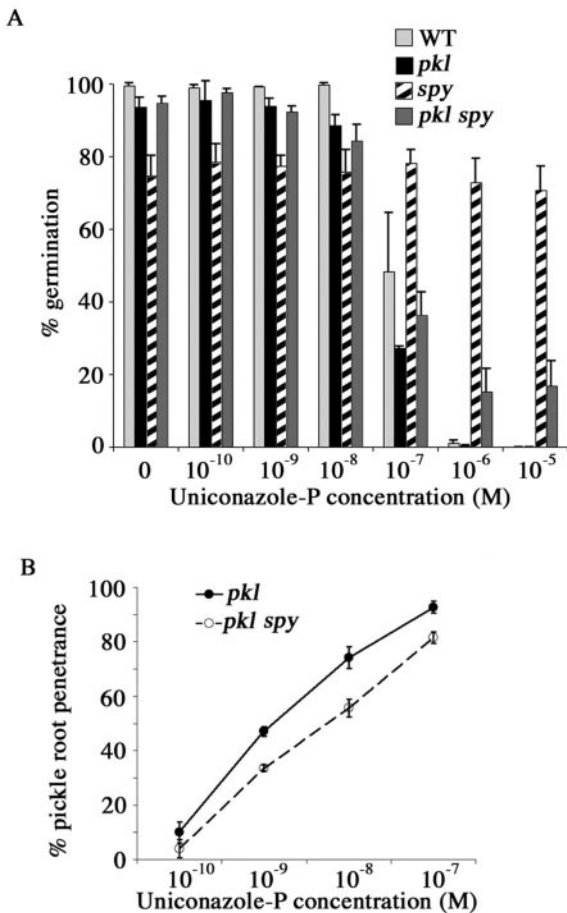 A
WT
pkl
spy
pkl spy
% germination
100
80
60
40
20
0
0 10⁻¹⁰ 10⁻⁹ 10⁻⁸ 10⁻⁷ 10⁻⁶ 10⁻⁵
Uniconazole-P concentration (M)
B
pkl
pkl spy
% pickle root penetrance
100
80
60
40
20
0
10⁻¹⁰ 10⁻⁹ 10⁻⁸ 10⁻⁷
Uniconazole-P concentration (M)